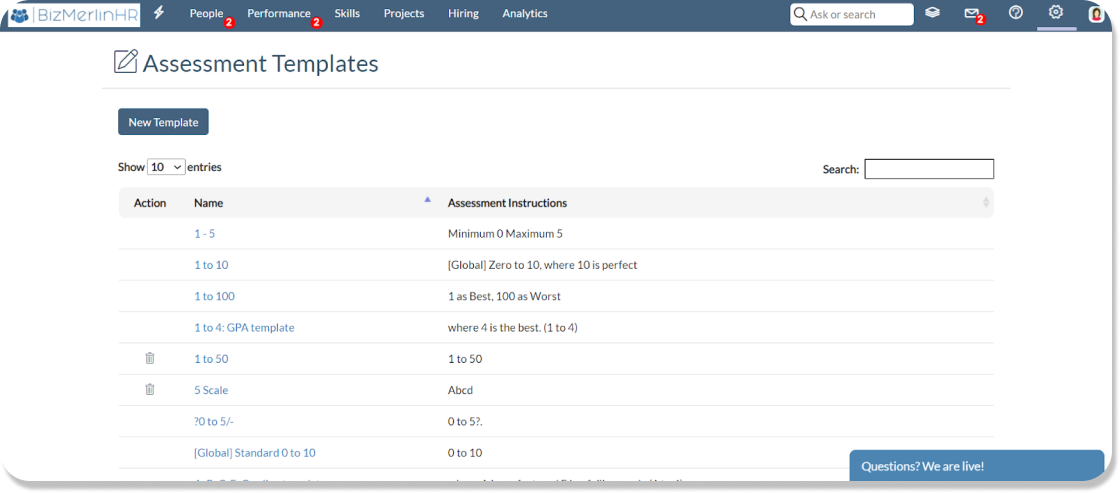 BizMerlinHR People 2 Performance 2 Skills Projects Hiring Analytics Ask or search 2
Assessment Templates
New Template
Show 10 entries Search:
Action Name Assessment Instructions
1 - 5 Minimum 0 Maximum 5
1 to 10 [Global] Zero to 10, where 10 is perfect
1 to 100 1 as Best, 100 as Worst
1 to 4: GPA template where 4 is the best. (1 to 4)
1 to 50 1 to 50
5 Scale Abcd
?0 to 5/- 0 to 5?.
[Global] Standard 0 to 10 0 to 10
Questions? We are live!